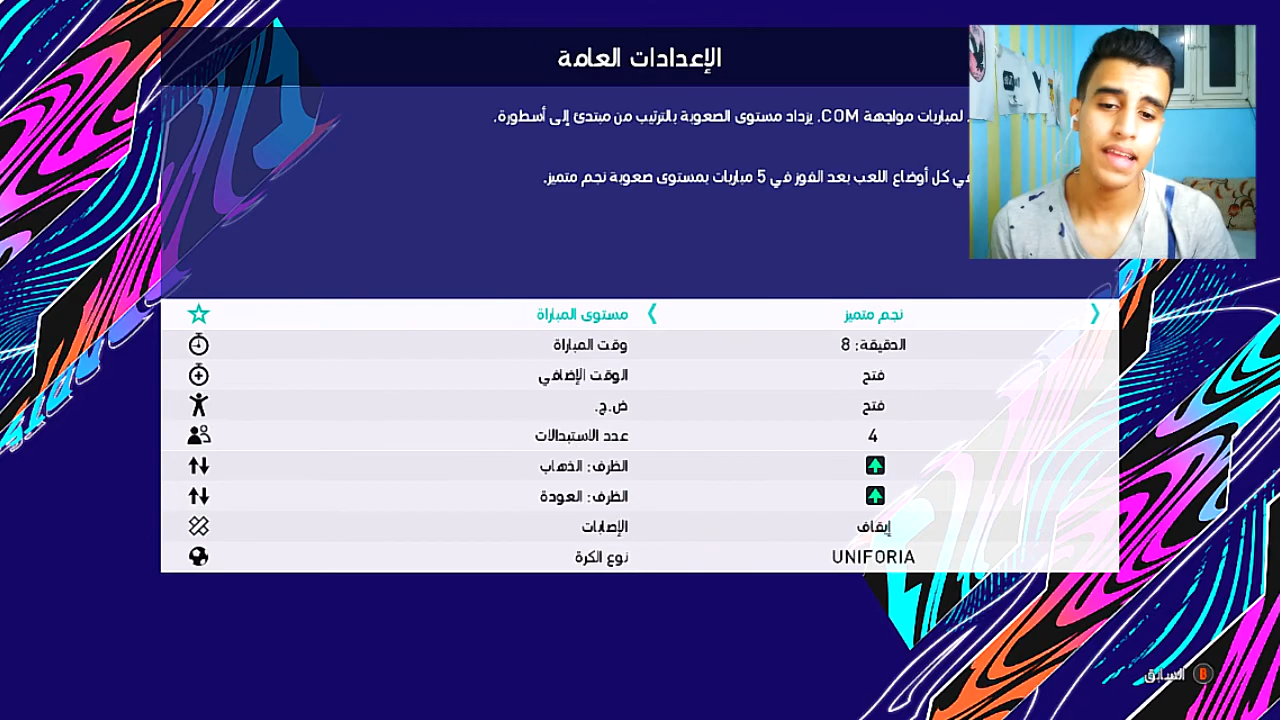 الإعدادات العامة
لمباريات مواجهة COM. يزداد مستوى الصعوبة بالترتيب من مبتدئ إلى أسطورة.
في كل أوضاع اللعب بعد الفوز في 5 مباريات بمستوى صعوبة نجم متميز.
مستوى المباراة نجم متميز
وقت المباراة الدقيقة: 8
الوقت الإضافي فتح
ض.ج. فتح
عدد الاستبدالات 4
الظرف: الذهاب
الظرف: العودة
الإصابات إيقاف
نوع الكرة UNIFORIA
السابق B